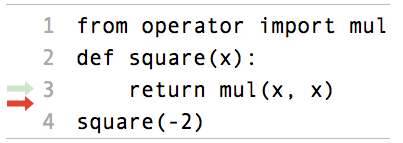 1 from operator import mul
2 def square(x):
3     return mul(x, x)
4 square(-2)